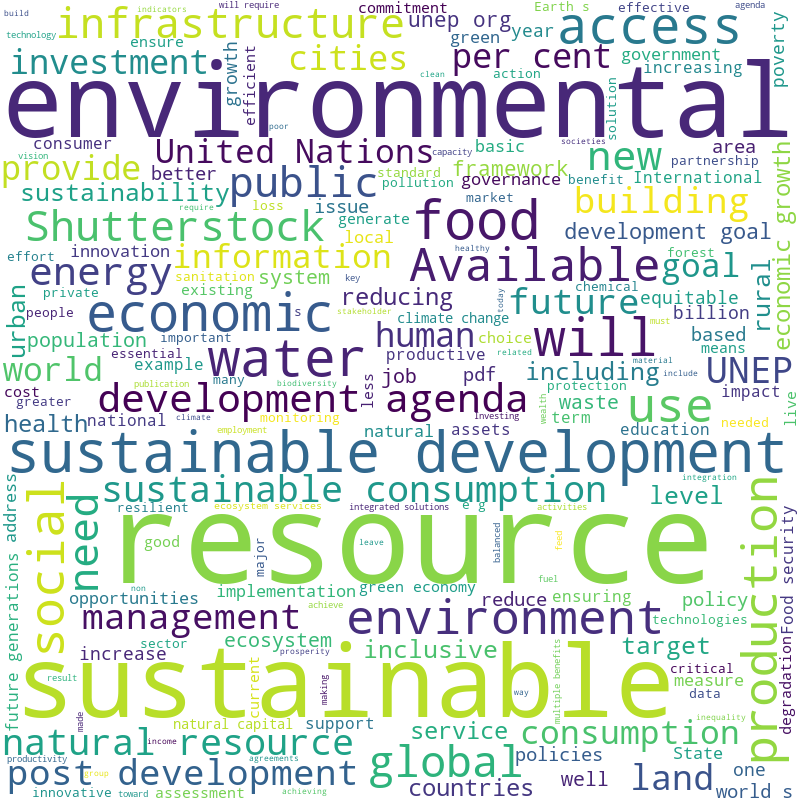 build
will require
commitment
Earth s
effective
agenda
technology
indicators
infrastructure
unep org
green
year
access
poverty
ensure
growth
efficient
cities
per cent
action
solution
government
increasing
investment
clean
environmental
poor
capacity
societies
consumer
United Nations
basic
new
area
partnership
vision
provide
better
public
standard
framework
pollution
governance
benefit
International
sustainability
require
loss
issue
market
building
economic growth
Shutterstock
generate
food
development goal
local
effort
innovation
information
healthy
forest
energy
sanitation
system
key
Available
today
chemical
goal
rural
urban
private
existing
reducing
future
equitable
people
s
stakeholder
climate change
billion
economic
human
will
must
population
important
choice
based
essential
productive
related
means
world
example
water
job
pdf
including
material
include
UNEP
cost
publication
many
biodiversity
less
protection
impact
greater
development agenda
wealth
waste
use
live
health
national
climate
monitoring
assets
Investing
term
needed
employment
natural
education
sustainable development
integration
future generations address
social
need
sustainable consumption
level
production
Food security
resilient
ecosystem services
integrated solutions
e g
activities
resource
good
major
leave
balanced
feed
degradation
non
implementation
green economy
fuel
opportunities
achieve
reduce
ensuring
policy
management
environment
technologies
sector
ecosystem
inclusive
target
increase
prosperity
multiple benefits
critical
result
sustainable
current
making
way
measure
data
made
natural capital
support
service
consumption
inequality
natural resource
income
policies
State
productivity
group
agreements
global
post development
land
one
innovative
toward
assessment
achieving
countries
well
world s